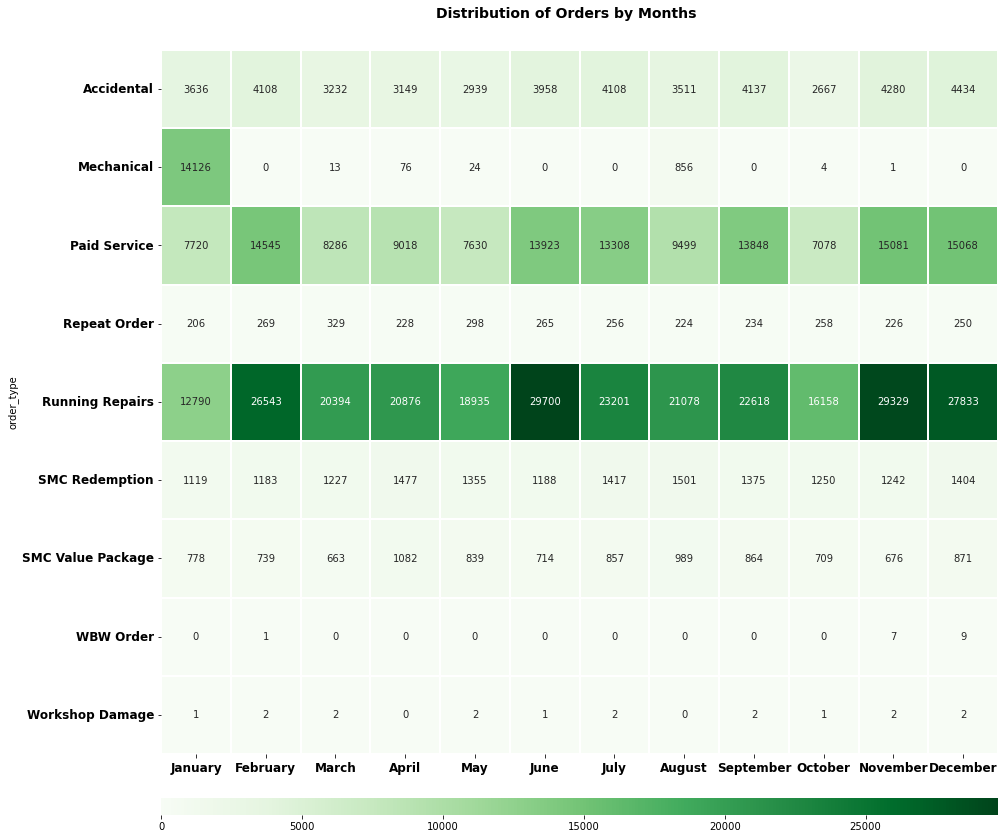 Distribution of Orders by Months
order_type
Accidental 3636 4108 3232 3149 2939 3958 4108 3511 4137 2667 4280 4434
Mechanical 14126 0 13 76 24 0 0 856 0 4 1 0
Paid Service 7720 14545 8286 9018 7630 13923 13308 9499 13848 7078 15081 15068
Repeat Order 206 269 329 228 298 265 256 224 234 258 226 250
Running Repairs 12790 26543 20394 20876 18935 29700 23201 21078 22618 16158 29329 27833
SMC Redemption 1119 1183 1227 1477 1355 1188 1417 1501 1375 1250 1242 1404
SMC Value Package 778 739 663 1082 839 714 857 989 864 709 676 871
WBW Order 0 1 0 0 0 0 0 0 0 0 7 9
Workshop Damage 1 2 2 0 2 1 2 0 2 1 2 2
January February March April May June July August September October November December
0 5000 10000 15000 20000 25000